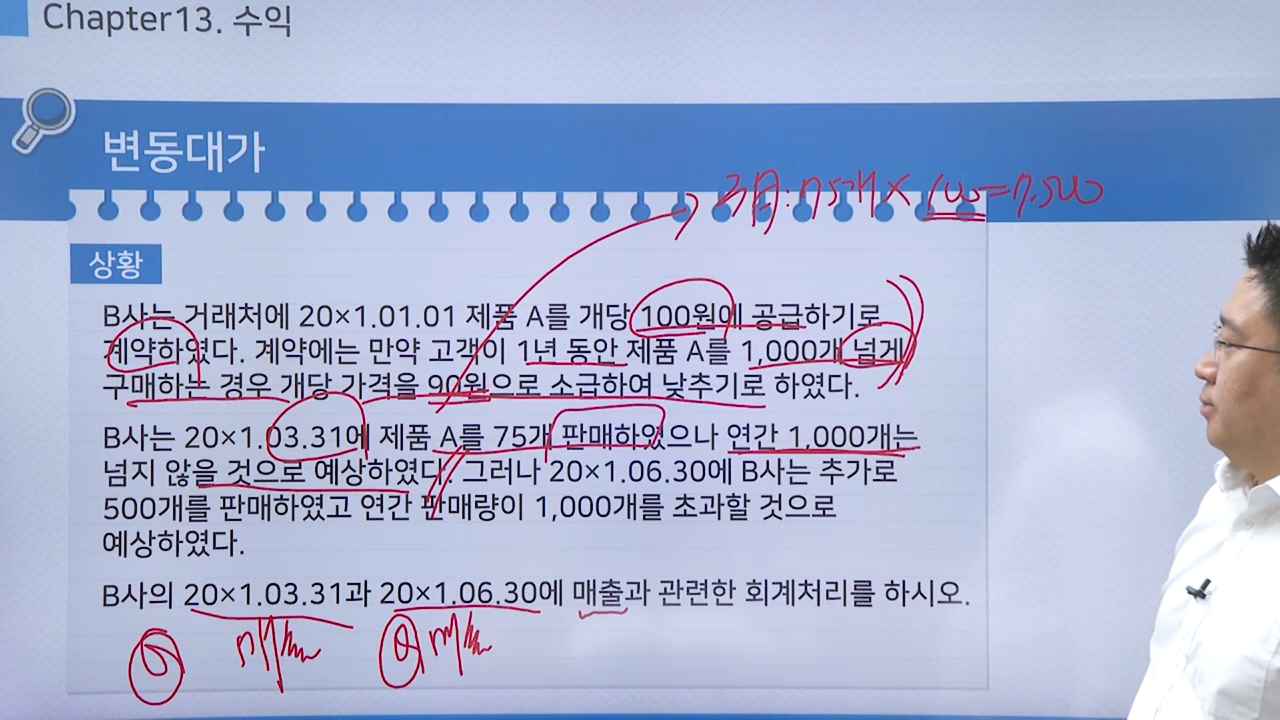 Chapter13. 수익
변동대가
3月: 75개 × 100 = 7,500
상황
B사는 거래처에 20×1.01.01 제품 A를 개당 100원에 공급하기로
계약하였다. 계약에는 만약 고객이 1년 동안 제품 A를 1,000개 넘게
구매하는 경우 개당 가격을 90원으로 소급하여 낮추기로 하였다.
B사는 20×1.03.31에 제품 A를 75개 판매하였으나 연간 1,000개는
넘지 않을 것으로 예상하였다. 그러나 20×1.06.30에 B사는 추가로
500개를 판매하였고 연간 판매량이 1,000개를 초과할 것으로
예상하였다.
B사의 20×1.03.31과 20×1.06.30에 매출과 관련한 회계처리를 하시오.